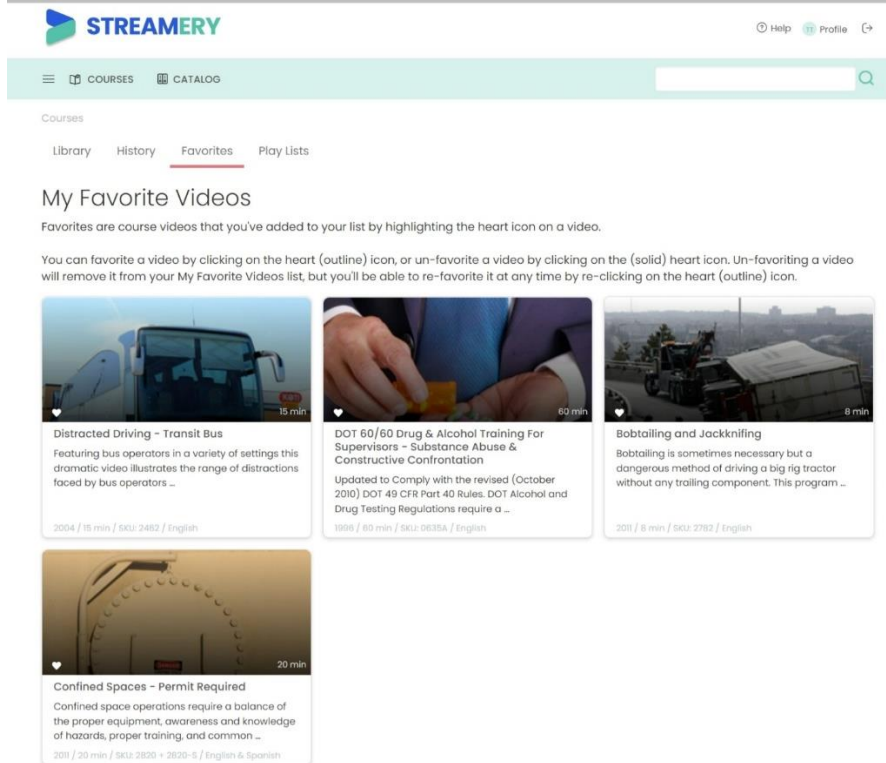 STREAMERY
Help
TT
Profile
COURSES
CATALOG
Courses
Library
History
Favorites
Play Lists
My Favorite Videos
Favorites are course videos that you've added to your list by highlighting the heart icon on a video.
You can favorite a video by clicking on the heart (outline) icon, or un-favorite a video by clicking on the (solid) heart icon. Un-favoriting a video
will remove it from your My Favorite Videos list, but you'll be able to re-favorite it at any time by re-clicking on the heart (outline) icon.
15 min
Distracted Driving - Transit Bus
Featuring bus operators in a variety of settings this
dramatic video illustrates the range of distractions
faced by bus operators ...
2004 / 15 min / SKU: 2462 / English
60 min
DOT 60/60 Drug & Alcohol Training For
Supervisors - Substance Abuse &
Constructive Confrontation
Updated to Comply with the revised (October
2010) DOT 49 CFR Part 40 Rules. DOT Alcohol and
Drug Testing Regulations require a ...
1996 / 60 min / SKU: 0635A / English
8 min
Bobtailing and Jackknifing
Bobtailing is sometimes necessary but a
dangerous method of driving a big rig tractor
without any trailing component. This program ...
2011 / 8 min / SKU: 2782 / English
20 min
Confined Spaces - Permit Required
Confined space operations require a balance of
the proper equipment, awareness and knowledge
of hazards, proper training, and common ...
2011 / 20 min / SKU: 2820 + 2820-S / English & Spanish